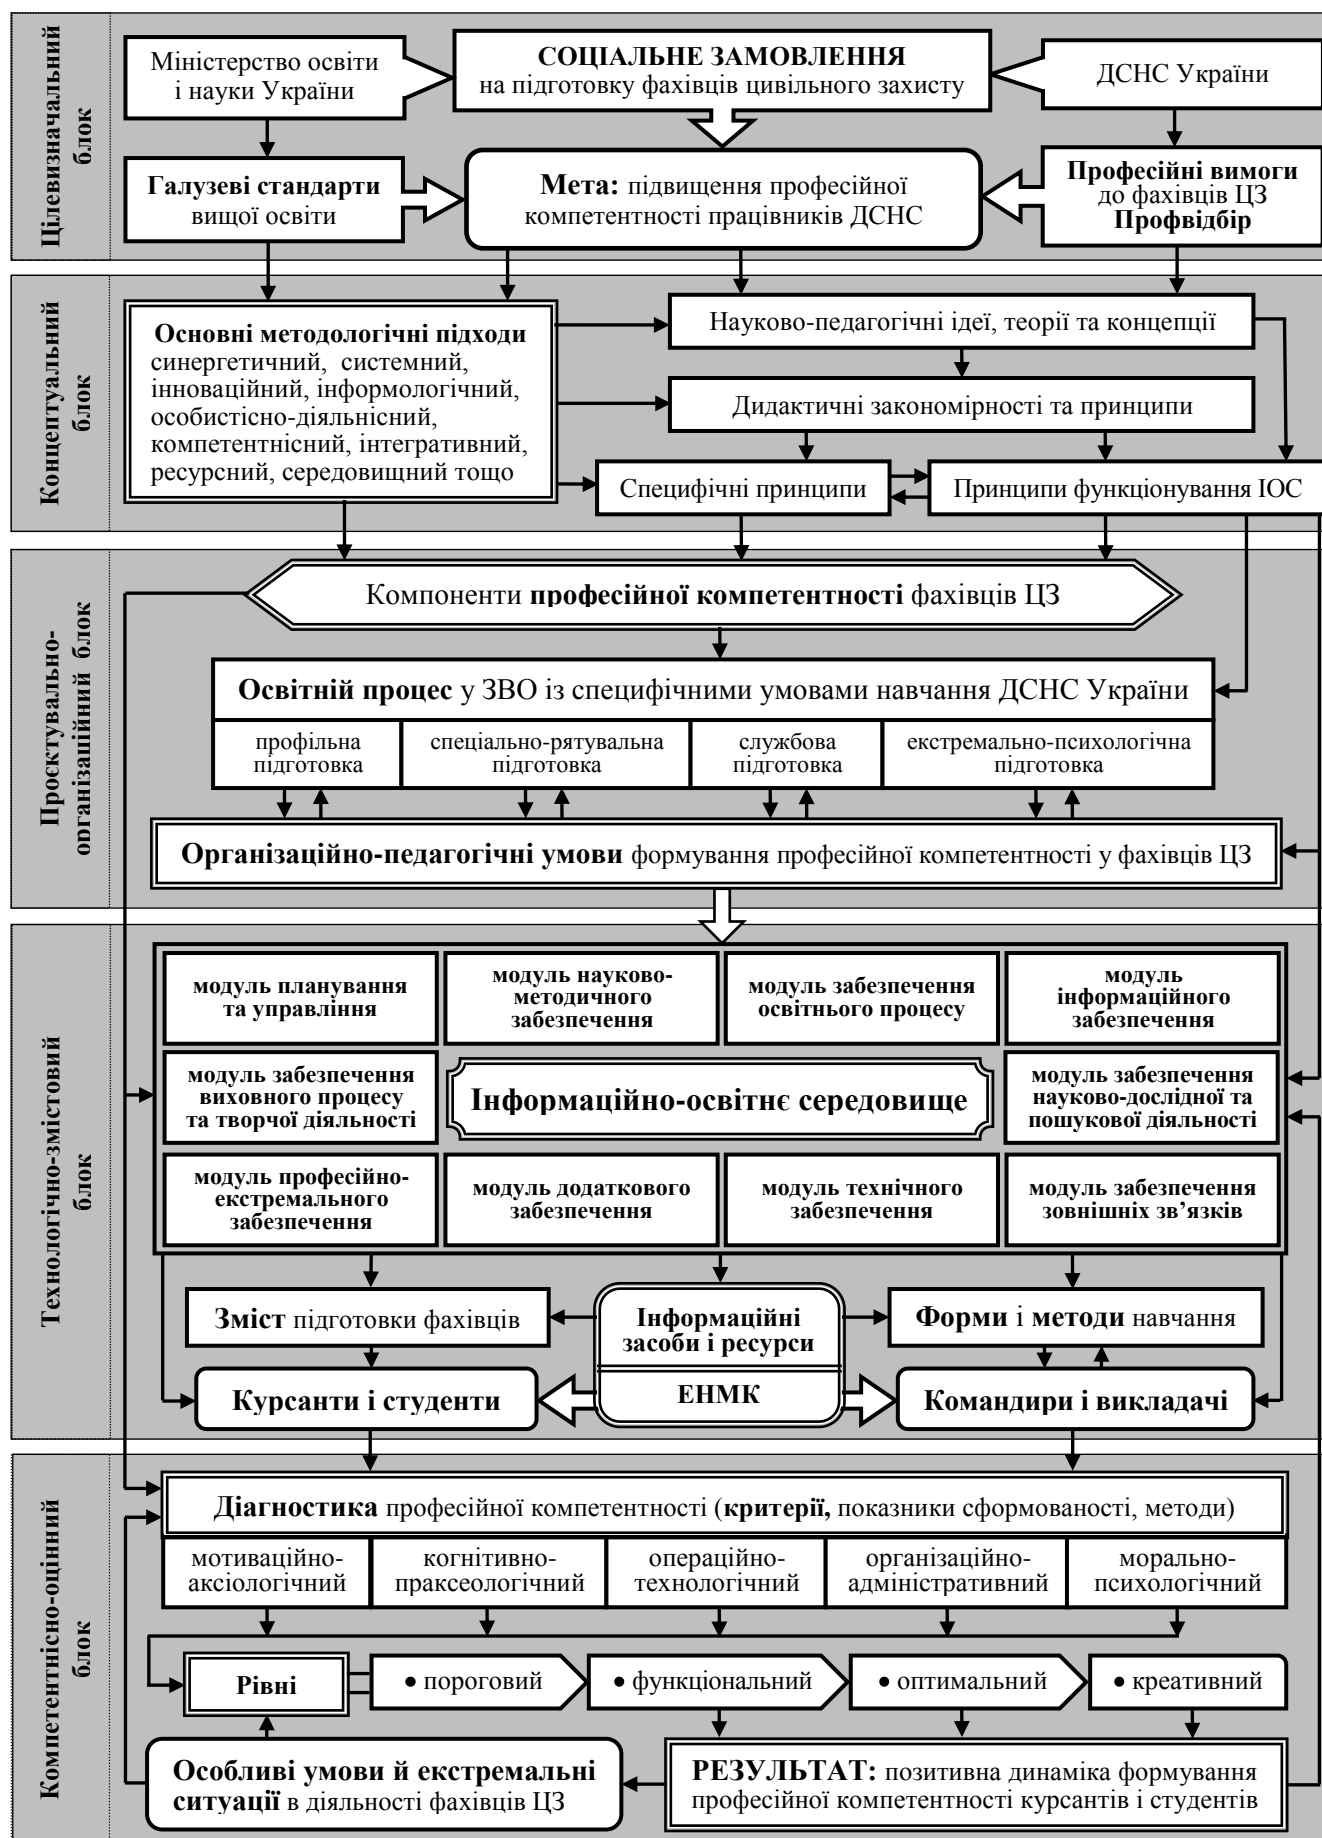 Цілевизначальний
блок
Міністерство освіти
і науки України
СОЦІАЛЬНЕ ЗАМОВЛЕННЯ
на підготовку фахівців цивільного захисту
ДСНС України
Галузеві стандарти
вищої освіти
Мета: підвищення професійної
компетентності працівників ДСНС
Професійні вимоги
до фахівців ЦЗ
Профвідбір
Концептуальний
блок
Основні методологічні підходи
синергетичний, системний,
інноваційний, інформологічний,
особистісно-діяльнісний,
компетентнісний, інтегративний,
ресурсний, середовищний тощо
Науково-педагогічні ідеї, теорії та концепції
Дидактичні закономірності та принципи
Специфічні принципи
Принципи функціонування ІОС
Проєктувально-
організаційний блок
Компоненти професійної компетентності фахівців ЦЗ
Освітній процес у ЗВО із специфічними умовами навчання ДСНС України
профільна
підготовка
спеціально-рятувальна
підготовка
службова
підготовка
екстремально-психологічна
підготовка
Організаційно-педагогічні умови формування професійної компетентності у фахівців ЦЗ
Технологічно-змістовий
блок
модуль планування
та управління
модуль науково-
методичного
забезпечення
модуль забезпечення
освітнього процесу
модуль
інформаційного
забезпечення
модуль забезпечення
виховного процесу
та творчої діяльності
Інформаційно-освітнє середовище
модуль забезпечення
науково-дослідної та
пошукової діяльності
модуль професійно-
екстремального
забезпечення
модуль додаткового
забезпечення
модуль технічного
забезпечення
модуль забезпечення
зовнішніх зв’язків
Зміст підготовки фахівців
Інформаційні
засоби і ресурси
ЕНМК
Форми і методи навчання
Курсанти і студенти
Командири і викладачі
Компетентнісно-оцінний
блок
Діагностика професійної компетентності (критерії, показники сформованості, методи)
мотиваційно-
аксіологічний
когнітивно-
праксеологічний
операційно-
технологічний
організаційно-
адміністративний
морально-
психологічний
Рівні
• пороговий
• функціональний
• оптимальний
• креативний
Особливі умови й екстремальні
ситуації в діяльності фахівців ЦЗ
РЕЗУЛЬТАТ: позитивна динаміка формування
професійної компетентності курсантів і студентів